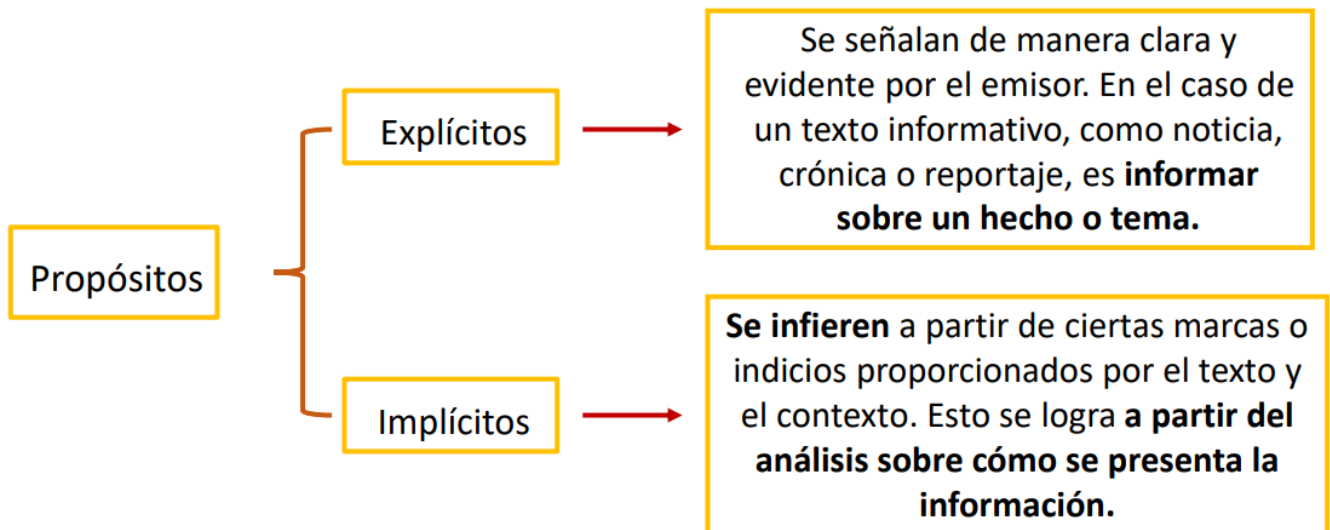 Propósitos
Explícitos
Se señalan de manera clara y
evidente por el emisor. En el caso de
un texto informativo, como noticia,
crónica o reportaje, es informar
sobre un hecho o tema.
Implícitos
Se infieren a partir de ciertas marcas o
indicios proporcionados por el texto y
el contexto. Esto se logra a partir del
análisis sobre cómo se presenta la
información.